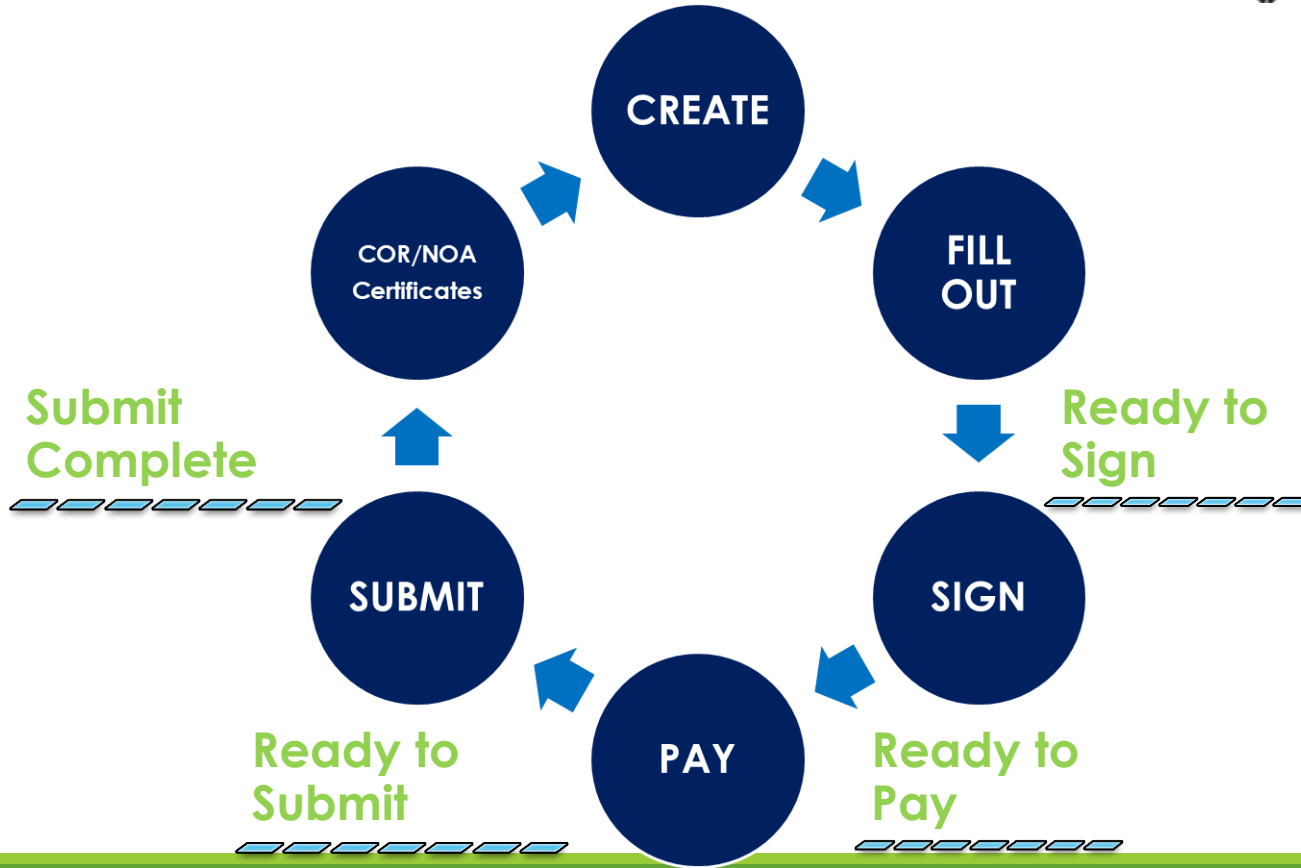 CREATE
FILL
OUT
Ready to
Sign
SIGN
Ready to
Pay
PAY
Ready to
Submit
SUBMIT
Submit
Complete
COR/NOA
Certificates